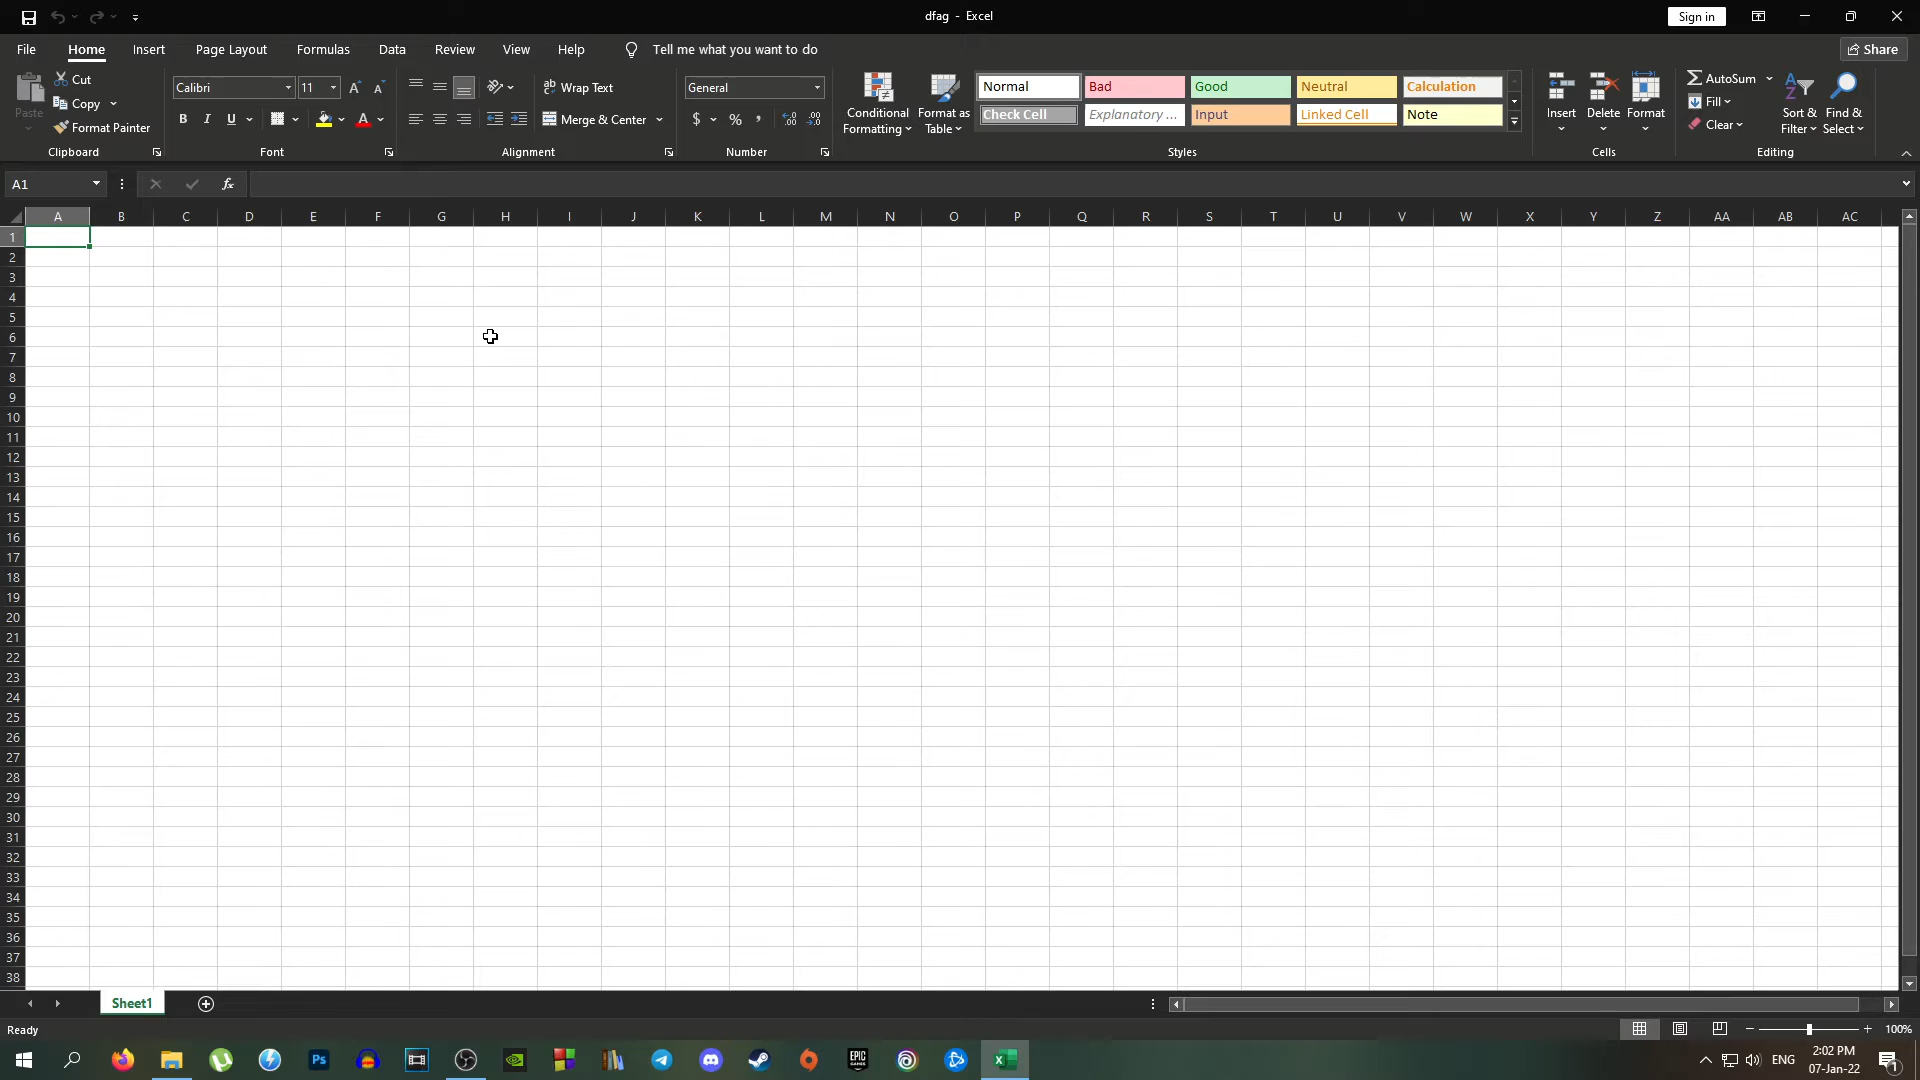 dfag - Excel
Sign in
File Home Insert Page Layout Formulas Data Review View Help Tell me what you want to do Share
Paste
Cut
Copy
Format Painter
Clipboard
Calibri 11
B I U A
Font
Wrap Text
Merge & Center
Alignment
General
$ % ,
Number
Conditional Formatting
Format as Table
Normal Bad Good Neutral Calculation
Check Cell Explanatory ... Input Linked Cell Note
Styles
Insert Delete Format
Cells
AutoSum
Fill
Clear
Sort & Filter
Find & Select
Editing
A1 fx
A B C D E F G H I J K L M N O P Q R S T U V W X Y Z AA AB AC
1
2
3
4
5
6
7
8
9
10
11
12
13
14
15
16
17
18
19
20
21
22
23
24
25
26
27
28
29
30
31
32
33
34
35
36
37
38
Sheet1
Ready 100%
Ps EPIC GAMES ENG 2:02 PM
07-Jan-22 1